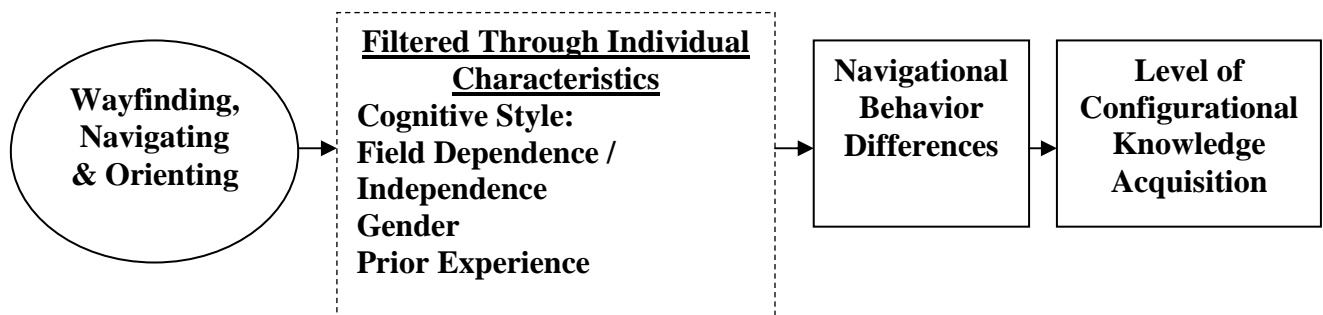 Wayfinding,
Navigating
& Orienting
Filtered Through Individual
Characteristics
Cognitive Style:
Field Dependence /
Independence
Gender
Prior Experience
Navigational
Behavior
Differences
Level of
Configurational
Knowledge
Acquisition